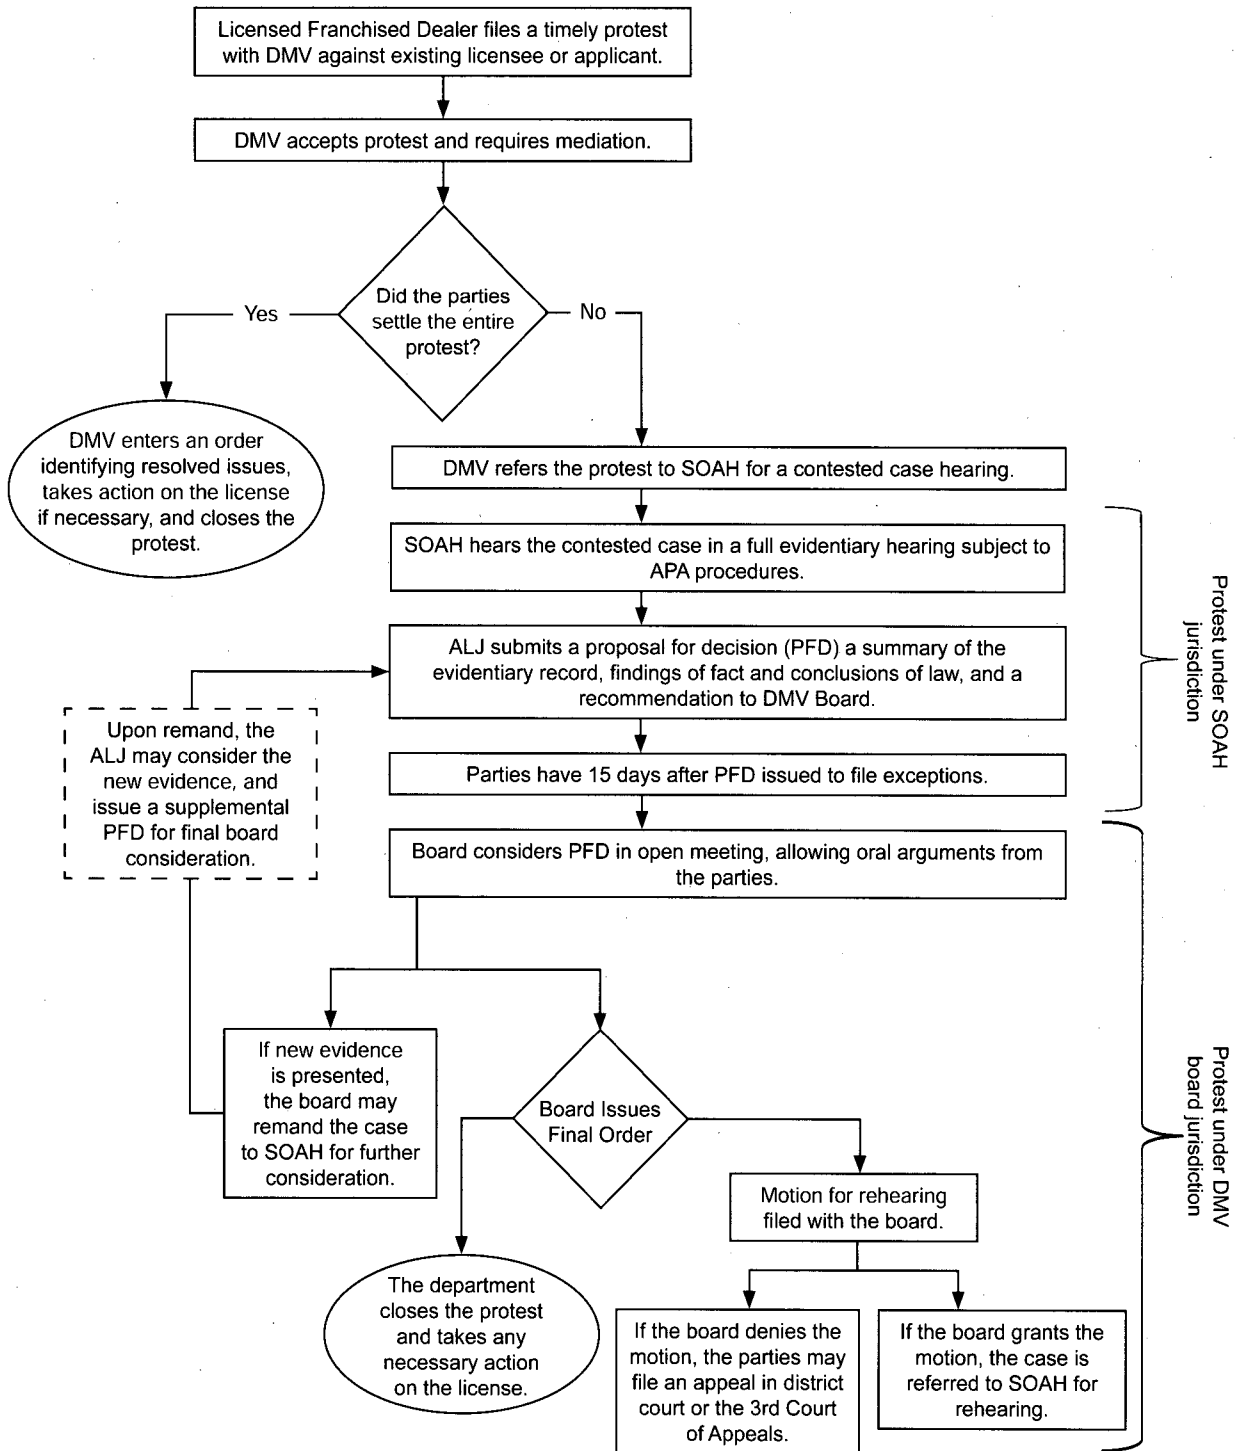 Licensed Franchised Dealer files a timely protest
with DMV against existing licensee or applicant.
DMV accepts protest and requires mediation.
Did the parties
settle the entire
protest?
Yes
No
DMV enters an order
identifying resolved issues,
takes action on the license
if necessary, and closes the
protest.
DMV refers the protest to SOAH for a contested case hearing.
SOAH hears the contested case in a full evidentiary hearing subject to
APA procedures.
ALJ submits a proposal for decision (PFD) a summary of the
evidentiary record, findings of fact and conclusions of law, and a
recommendation to DMV Board.
Parties have 15 days after PFD issued to file exceptions.
Protest under SOAH
jurisdiction
Upon remand, the
ALJ may consider the
new evidence, and
issue a supplemental
PFD for final board
consideration.
Board considers PFD in open meeting, allowing oral arguments from
the parties.
If new evidence
is presented,
the board may
remand the case
to SOAH for further
consideration.
Board Issues
Final Order
Protest under DMV
board jurisdiction
Motion for rehearing
filed with the board.
The department
closes the protest
and takes any
necessary action
on the license.
If the board denies the
motion, the parties may
file an appeal in district
court or the 3rd Court
of Appeals.
If the board grants the
motion, the case is
referred to SOAH for
rehearing.